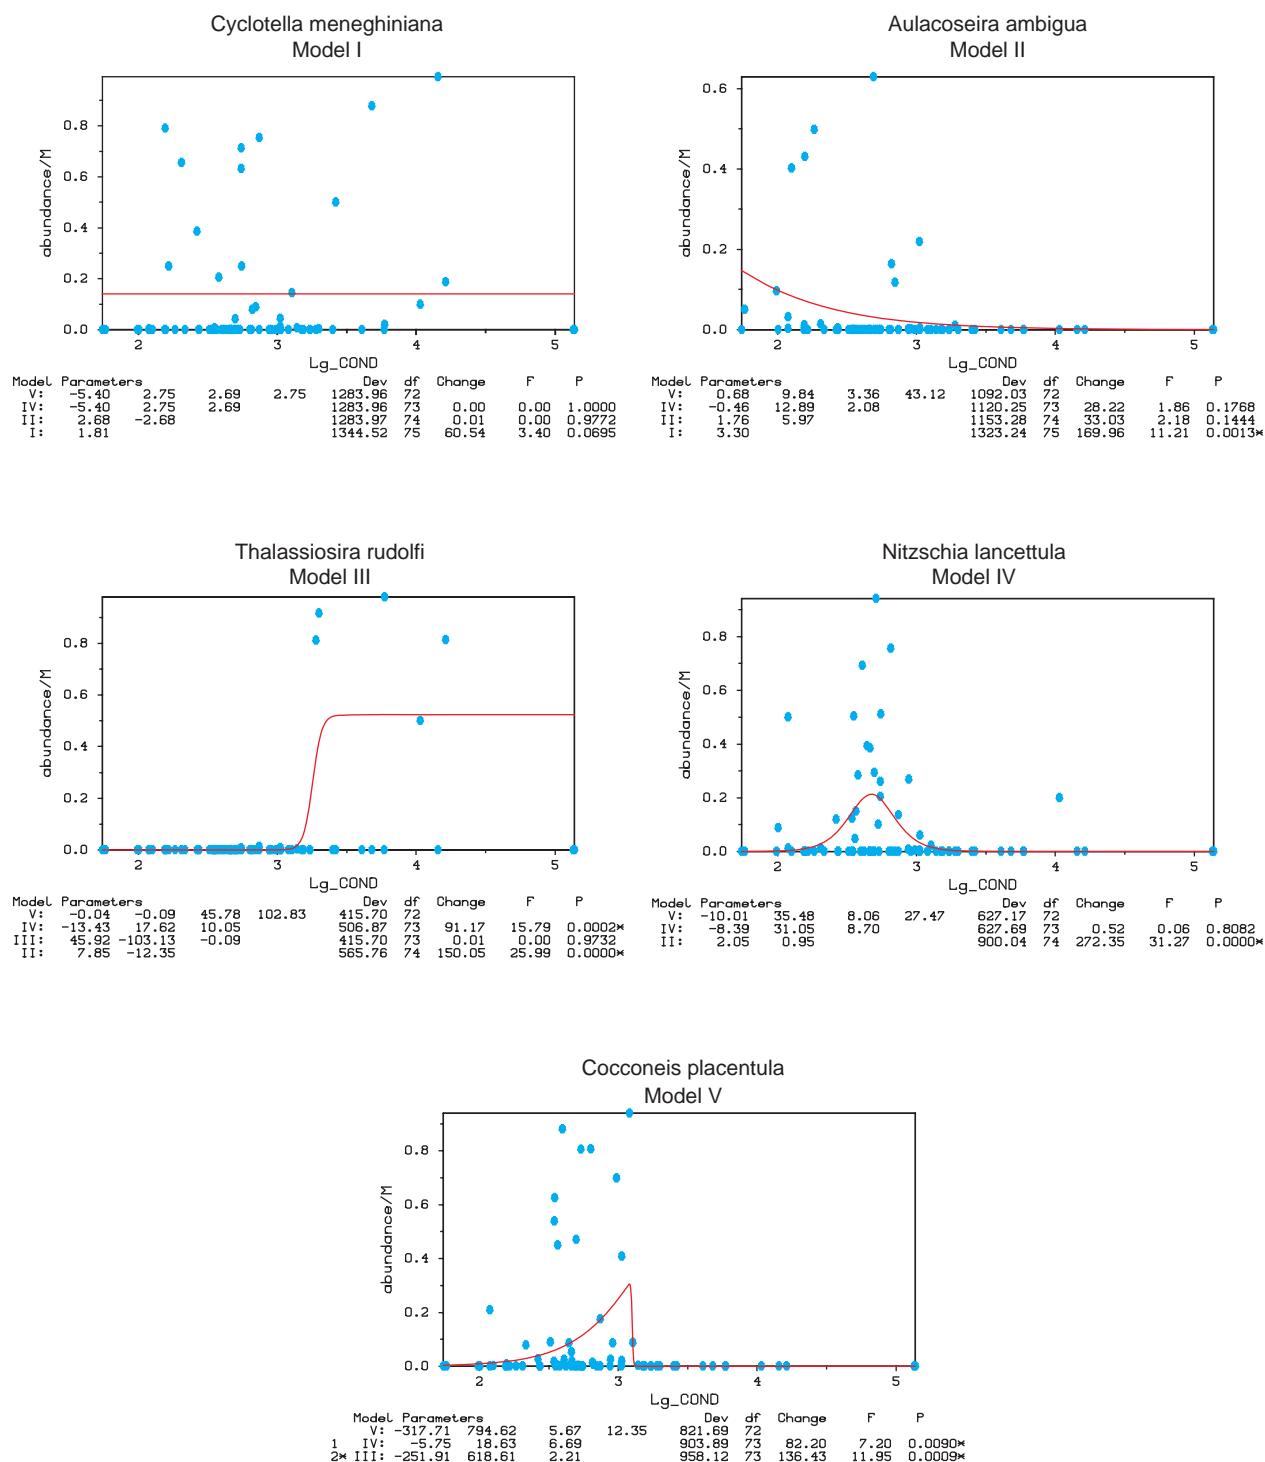 Cyclotella meneghiniana
Model I
abundance/M
0.8
0.6
0.4
0.2
0.0
2 3 4 5
Lg_COND
Model Parameters Dev df Change F P
V: -5.40 2.75 2.69 2.75 1283.96 72
IV: -5.40 2.75 2.69 1283.96 73 0.00 0.00 1.0000
II: 2.68 -2.68 1283.97 74 0.01 0.00 0.9772
I: 1.81 1344.52 75 60.54 3.40 0.0695
Aulacoseira ambigua
Model II
abundance/M
0.6
0.4
0.2
0.0
2 3 4 5
Lg_COND
Model Parameters Dev df Change F P
V: 0.68 9.84 3.36 43.12 1092.03 72
IV: -0.46 12.89 2.08 1120.25 73 28.22 1.86 0.1768
II: 1.76 5.97 1153.28 74 33.03 2.18 0.1444
I: 3.30 1323.24 75 169.96 11.21 0.0013*
Thalassiosira rudolfi
Model III
abundance/M
0.8
0.6
0.4
0.2
0.0
2 3 4 5
Lg_COND
Model Parameters Dev df Change F P
V: -0.04 -0.09 45.78 102.83 415.70 72
IV: -13.43 17.62 10.05 506.87 73 91.17 15.79 0.0002*
III: 45.92 -103.13 -0.09 415.70 73 0.01 0.00 0.9732
II: 7.85 -12.35 565.76 74 150.05 25.99 0.0000*
Nitzschia lancettula
Model IV
abundance/M
0.8
0.6
0.4
0.2
0.0
2 3 4 5
Lg_COND
Model Parameters Dev df Change F P
V: -10.01 35.48 8.06 27.47 627.17 72
IV: -8.39 31.05 8.70 627.69 73 0.52 0.06 0.8082
II: 2.05 0.95 900.04 74 272.35 31.27 0.0000*
Cocconeis placentula
Model V
abundance/M
0.8
0.6
0.4
0.2
0.0
2 3 4 5
Lg_COND
Model Parameters Dev df Change F P
V: -317.71 794.62 5.67 12.35 821.69 72
1 IV: -5.75 18.63 6.69 903.89 73 82.20 7.20 0.0090*
2* III: -251.91 618.61 2.21 958.12 73 136.43 11.95 0.0009*